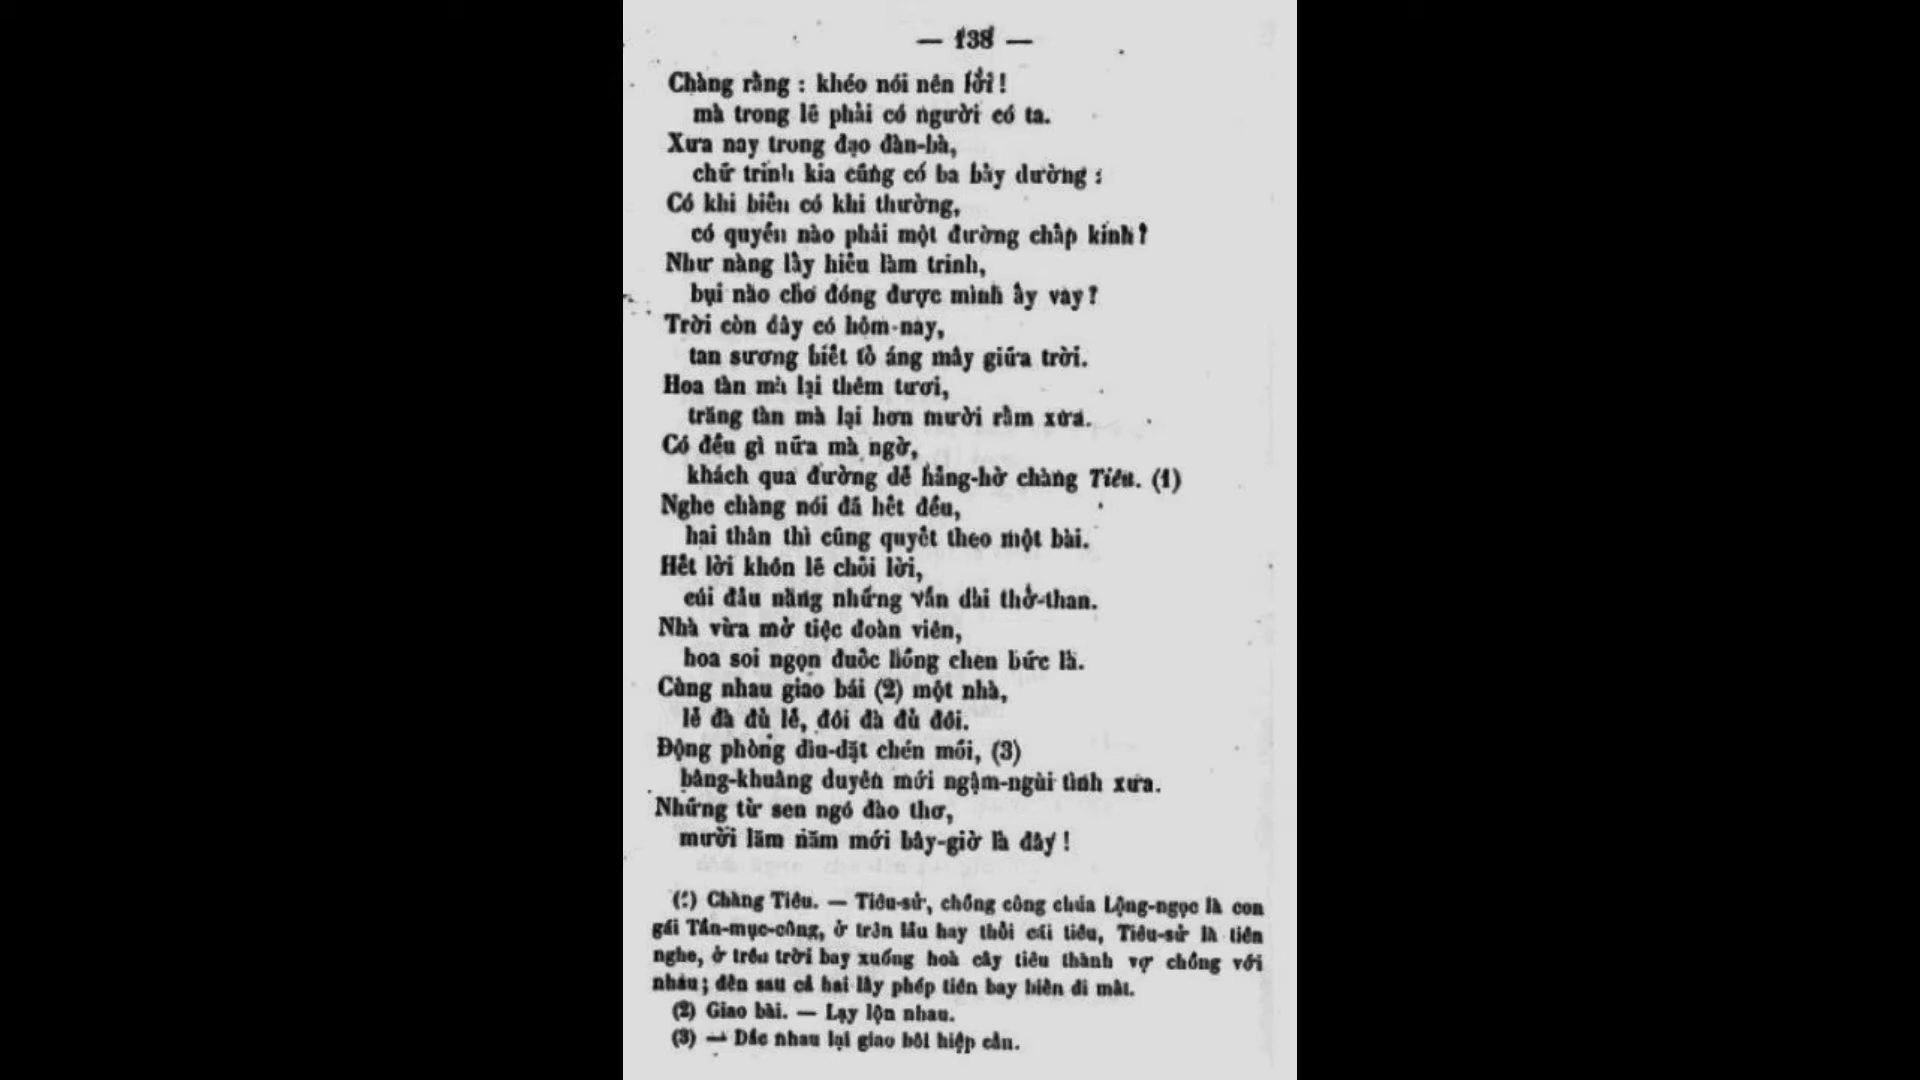 — 138 —
Chàng rằng : khéo nói nên lời !
mà trong lẽ phải có người có ta.
Xưa nay trong đạo đàn-bà,
chữ trinh kia cũng có ba bảy đường :
Có khi biến có khi thường,
có quyền nào phải một đường chấp kinh ?
Như nàng lấy hiếu làm trinh,
bụi nào cho đóng được mình ấy vay ?
Trời còn đây có hôm-nay,
tan sương biết tỏ áng mây giữa trời.
Hoa tàn mà lại thêm tươi,
trăng tàn mà lại hơn mười rằm xưa.
Có đều gì nữa mà ngờ,
khách qua đường để hâng-hờ chàng Tiêu. (1)
Nghe chàng nói đã hết đều,
hai thân thì cũng quyết theo một bài.
Hết lời khôn lẽ chối lời,
cúi đầu nàng những vắn dài thở-than.
Nhà vừa mở tiệc đoàn viên,
hoa soi ngọn đuốc hồng chen bức là.
Cùng nhau giao bái (2) một nhà,
lễ đà đủ lễ, đôi đà đủ đôi.
Động phòng dìu-dặt chén mồi, (3)
bâng-khuâng duyên mới ngậm-ngùi tình xưa.
Những từ sen ngó đào thơ,
mười lăm năm mới bây-giờ là đây !
(1) Chàng Tiêu. — Tiêu-sử, chồng công chúa Lộng-ngọc là con
gái Tần-mục-công, ở trên lầu hay thổi cái tiêu, Tiêu-sử là tiên
nghe, ở trên trời bay xuống hoà cây tiêu thành vợ chồng với
nhau ; đến sau cả hai lấy phép tiên bay biến đi mất.
(2) Giao bài. — Lạy lộn nhau.
(3) — Dắc nhau lại giao bôi hiệp cẩn.